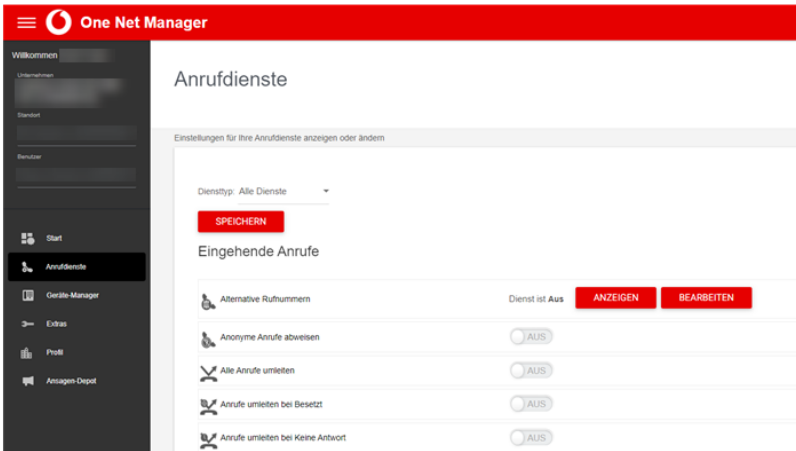 One Net Manager
Willkommen
Unternehmen
Standort
Benutzer
Start
Anrufdienste
Geräte-Manager
Extras
Profil
Ansagen-Depot
Anrufdienste
Einstellungen für Ihre Anrufdienste anzeigen oder ändern
Diensttyp: Alle Dienste
SPEICHERN
Eingehende Anrufe
Alternative Rufnummern Dienst ist Aus ANZEIGEN BEARBEITEN
Anonyme Anrufe abweisen AUS
Alle Anrufe umleiten AUS
Anrufe umleiten bei Besetzt AUS
Anrufe umleiten bei Keine Antwort AUS